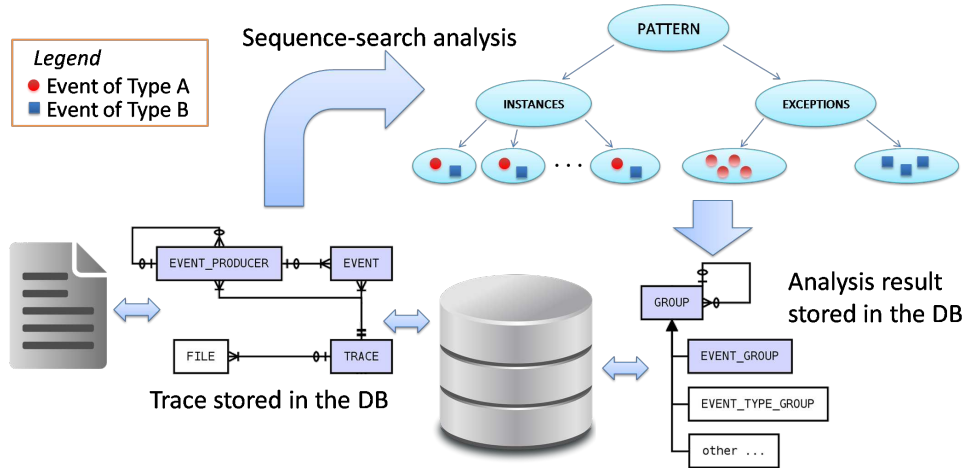 Sequence-search analysis
PATTERN
Legend
Event of Type A
Event of Type B
INSTANCES
EXCEPTIONS
. . .
EVENT_PRODUCER
EVENT
FILE
TRACE
Trace stored in the DB
GROUP
EVENT_GROUP
EVENT_TYPE_GROUP
other ...
Analysis result
stored in the DB